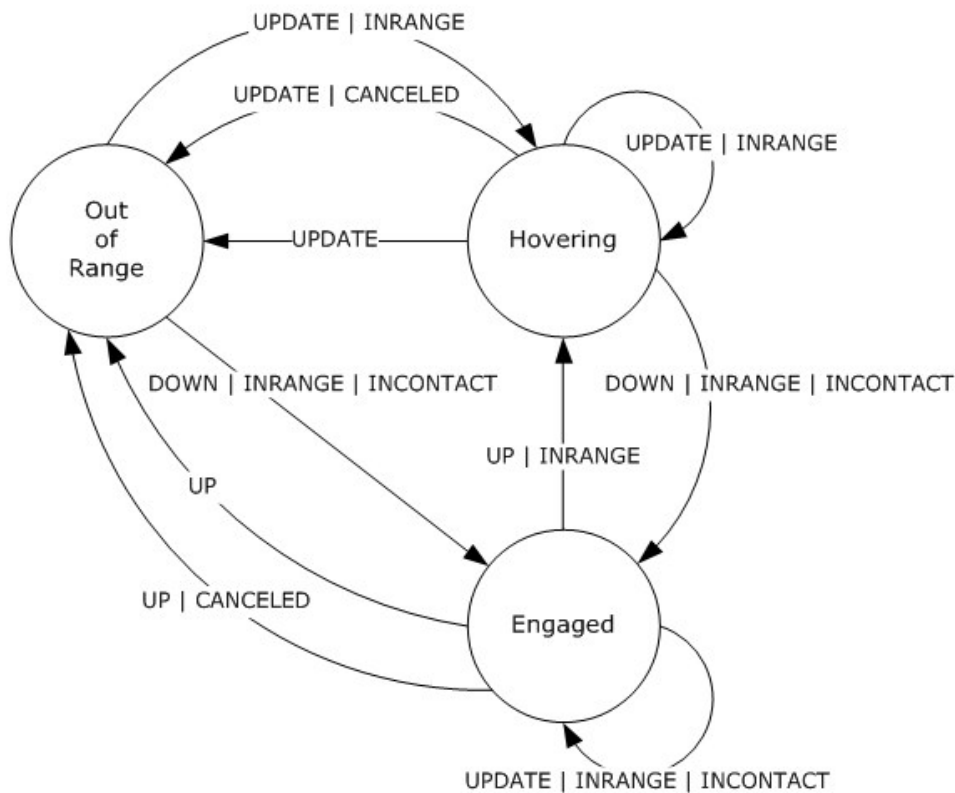 UPDATE | INRANGE
UPDATE | CANCELED
UPDATE | INRANGE
Out
of
Range
UPDATE
Hovering
DOWN | INRANGE | INCONTACT
DOWN | INRANGE | INCONTACT
UP | INRANGE
UP
UP | CANCELED
Engaged
UPDATE | INRANGE | INCONTACT